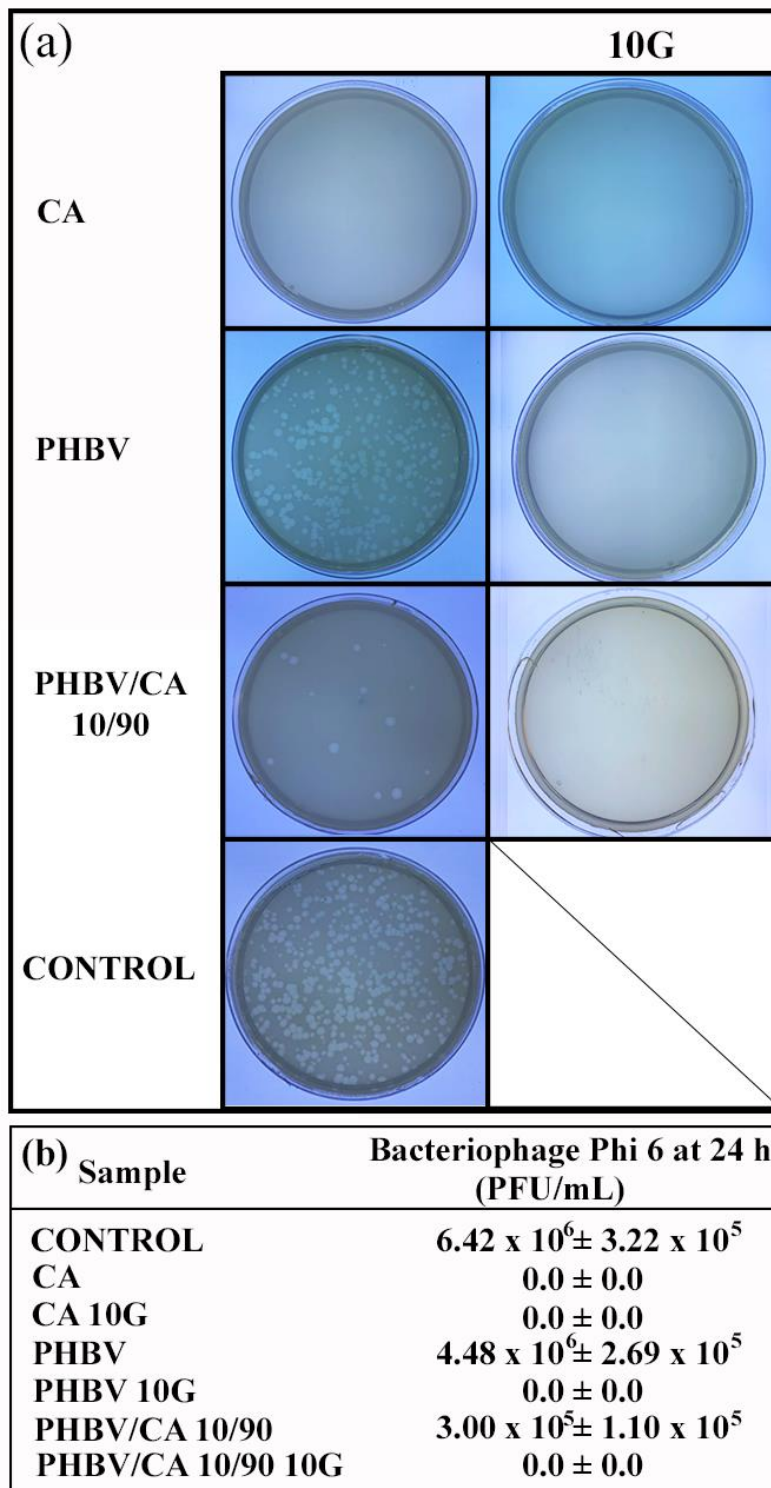 (a)
10G
CA
PHBV
PHBV/CA
10/90
CONTROL
(b) Sample Bacteriophage Phi 6 at 24 h
(PFU/mL)
CONTROL 6.42 x 10⁶ ± 3.22 x 10⁵
CA 0.0 ± 0.0
CA 10G 0.0 ± 0.0
PHBV 4.48 x 10⁶ ± 2.69 x 10⁵
PHBV 10G 0.0 ± 0.0
PHBV/CA 10/90 3.00 x 10⁵ ± 1.10 x 10⁵
PHBV/CA 10/90 10G 0.0 ± 0.0